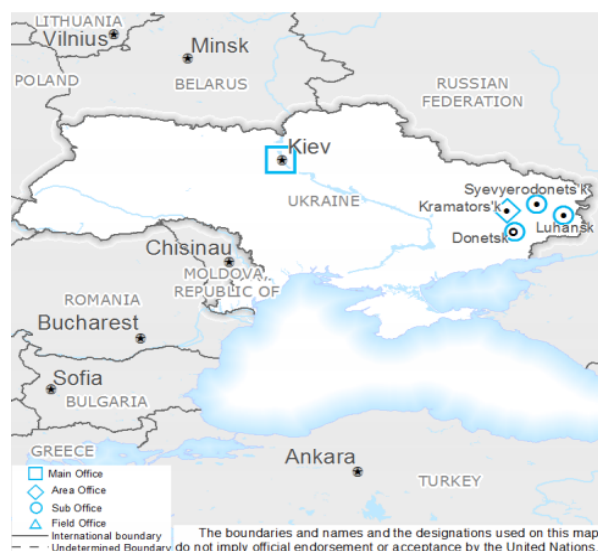 LITHUANIA
Vilnius
Minsk
POLAND
BELARUS
RUSSIAN
FEDERATION
Kiev
UKRAINE
Syevyerodonets'k
Kramators'k
Luhansk
Donetsk
Chisinau
MOLDOVA,
REPUBLIC OF
ROMANIA
Bucharest
Sofia
BULGARIA
GREECE
Ankara
TURKEY
Main Office
Area Office
Sub Office
Field Office
International boundary
Undetermined Boundary
The boundaries and names and the designations used on this map
do not imply official endorsement or acceptance by the United Nations.